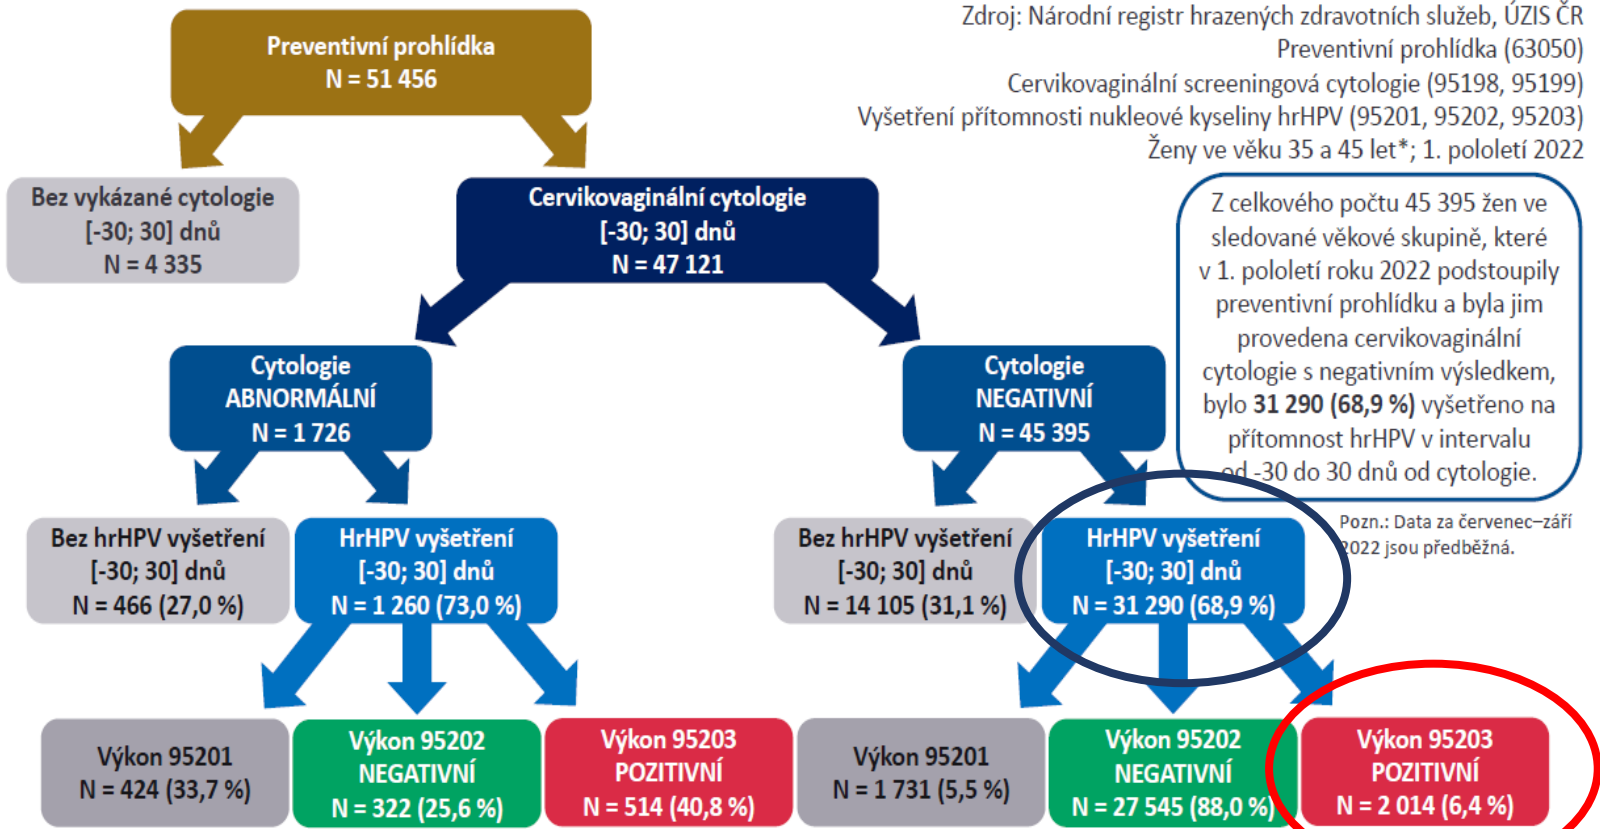 Zdroj: Národní registr hrazených zdravotních služeb, ÚZIS ČR
Preventivní prohlídka (63050)
Cervikovaginální screeningová cytologie (95198, 95199)
Vyšetření přítomnosti nukleové kyseliny hrHPV (95201, 95202, 95203)
Ženy ve věku 35 a 45 let*; 1. pololetí 2022
Preventivní prohlídka
N = 51 456
Bez vykázané cytologie
[-30; 30] dnů
N = 4 335
Cervikovaginální cytologie
[-30; 30] dnů
N = 47 121
Z celkového počtu 45 395 žen ve
sledované věkové skupině, které
v 1. pololetí roku 2022 podstoupily
preventivní prohlídku a byla jim
provedena cervikovaginální
cytologie s negativním výsledkem,
bylo 31 290 (68,9 %) vyšetřeno na
přítomnost hrHPV v intervalu
od -30 do 30 dnů od cytologie.
Cytologie
ABNORMÁLNÍ
N = 1 726
Cytologie
NEGATIVNÍ
N = 45 395
Pozn.: Data za červenec–září
2022 jsou předběžná.
Bez hrHPV vyšetření
[-30; 30] dnů
N = 466 (27,0 %)
HrHPV vyšetření
[-30; 30] dnů
N = 1 260 (73,0 %)
Bez hrHPV vyšetření
[-30; 30] dnů
N = 14 105 (31,1 %)
HrHPV vyšetření
[-30; 30] dnů
N = 31 290 (68,9 %)
Výkon 95201
N = 424 (33,7 %)
Výkon 95202
NEGATIVNÍ
N = 322 (25,6 %)
Výkon 95203
POZITIVNÍ
N = 514 (40,8 %)
Výkon 95201
N = 1 731 (5,5 %)
Výkon 95202
NEGATIVNÍ
N = 27 545 (88,0 %)
Výkon 95203
POZITIVNÍ
N = 2 014 (6,4 %)